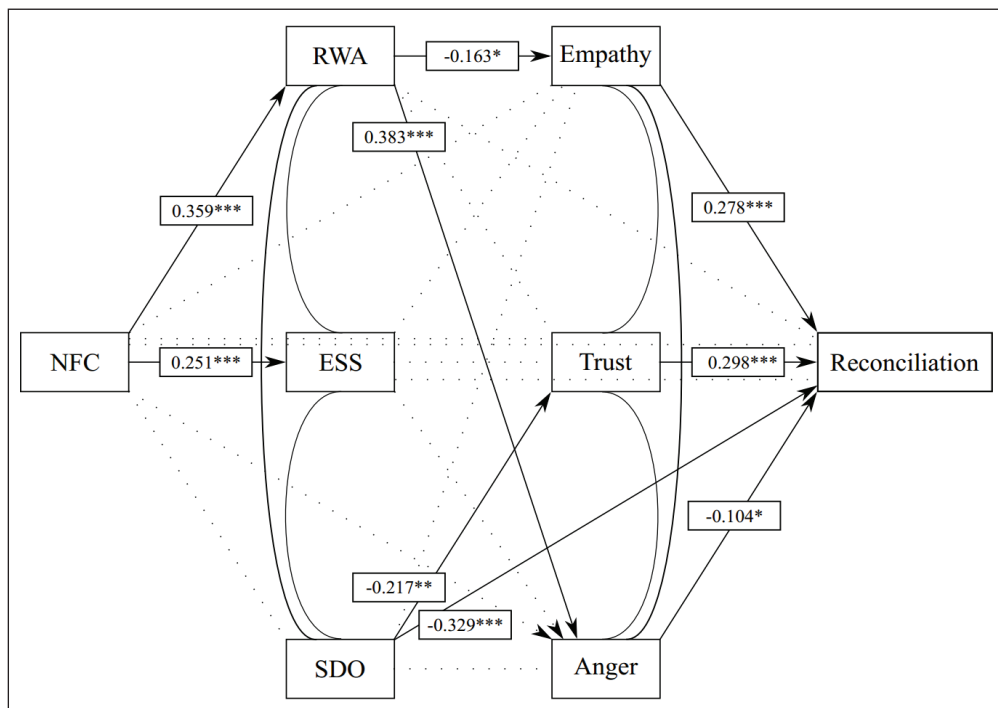 RWA
-0.163*
Empathy
0.383***
0.359***
0.278***
NFC
0.251***
ESS
Trust
0.298***
Reconciliation
-0.104*
-0.217**
-0.329***
SDO
Anger